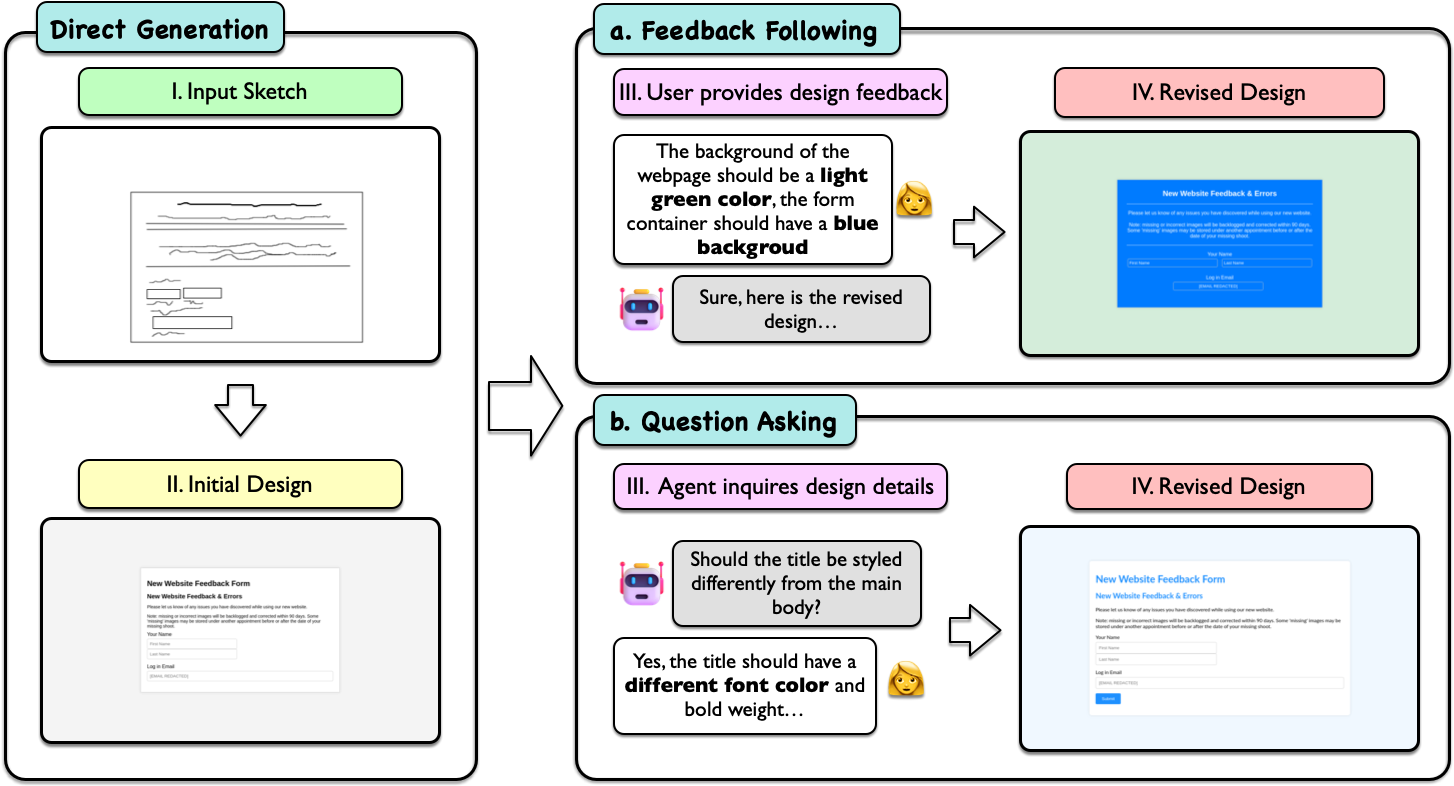 Direct Generation
I. Input Sketch
II. Initial Design
New Website Feedback Form
New Website Feedback & Errors
Please let us know of any issues you have discovered while using our new website.
Note: missing or incorrect images will be backlogged and corrected within 90 days. Some
'missing' images may be stored under another appointment before or after the date of your
missing shoot.
Your Name
First Name
Last Name
Log in Email
[EMAIL REDACTED]
a. Feedback Following
III. User provides design feedback
The background of the
webpage should be a light
green color, the form
container should have a blue
backgroud
Sure, here is the revised
design…
IV. Revised Design
New Website Feedback & Errors
Please let us know of any issues you have discovered while using our new website.
Note: missing or incorrect images will be backlogged and corrected within 90 days.
Some 'missing' images may be stored under another appointment before or after the
date of your missing shoot.
Your Name
First Name
Last Name
Log in Email
[EMAIL REDACTED]
b. Question Asking
III. Agent inquires design details
Should the title be styled
differently from the main
body?
Yes, the title should have a
different font color and
bold weight…
IV. Revised Design
New Website Feedback Form
New Website Feedback & Errors
Please let us know of any issues you have discovered while using our new website.
Note: missing or incorrect images will be backlogged and corrected within 90 days. Some 'missing' images may be
stored under another appointment before or after the date of your missing shoot.
Your Name
First Name
Last Name
Log in Email
[EMAIL REDACTED]
Submit